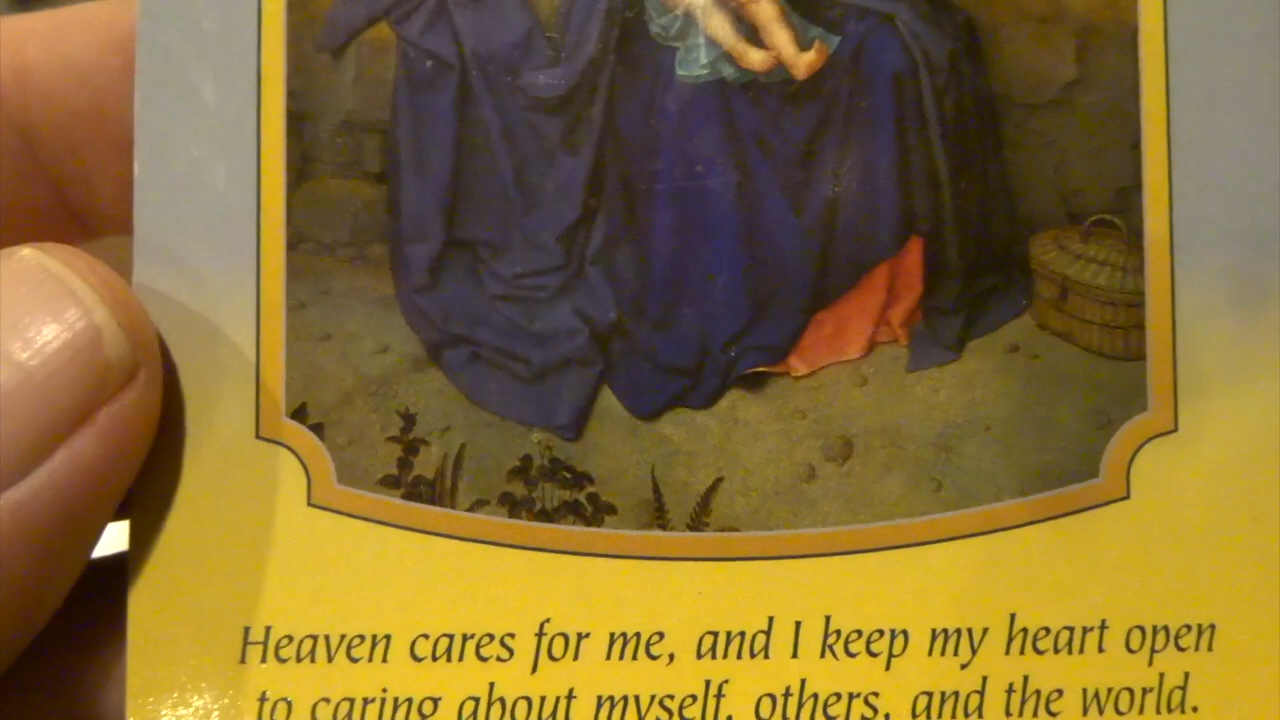 Heaven cares for me, and I keep my heart open
to caring about myself, others, and the world.